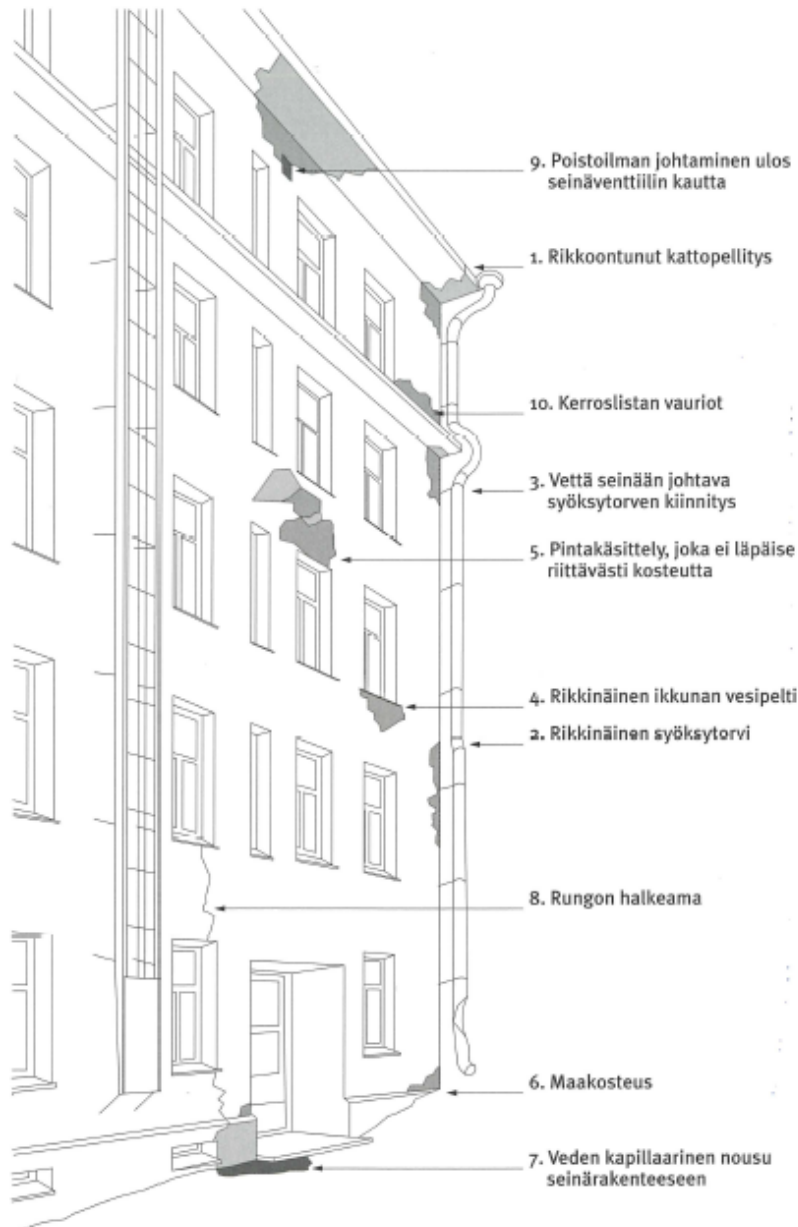 9. Poistoilman johtaminen ulos
seinäventtiilin kautta
1. Rikkoontunut kattopellitys
10. Kerroslistan vauriot
3. Vettä seinään johtava
syöksytorven kiinnitys
5. Pintakäsittely, joka ei läpäise
riittävästi kosteutta
4. Rikkinäinen ikkunan vesipelti
2. Rikkinäinen syöksytorvi
8. Rungon halkeama
6. Maakosteus
7. Veden kapillaarinen nousu
seinärakenteeseen